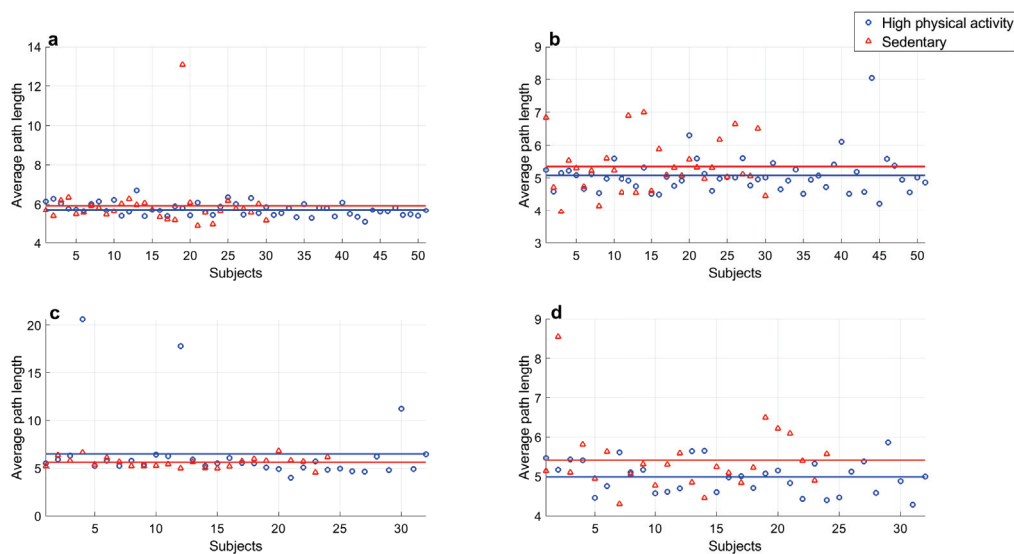 High physical activity
Sedentary
a
14
12
10
8
6
4
Average path length
5 10 15 20 25 30 35 40 45 50
Subjects
b
9
8
7
6
5
4
3
Average path length
5 10 15 20 25 30 35 40 45 50
Subjects
c
20
15
10
5
0
Average path length
5 10 15 20 25 30
Subjects
d
9
8
7
6
5
4
Average path length
5 10 15 20 25 30
Subjects